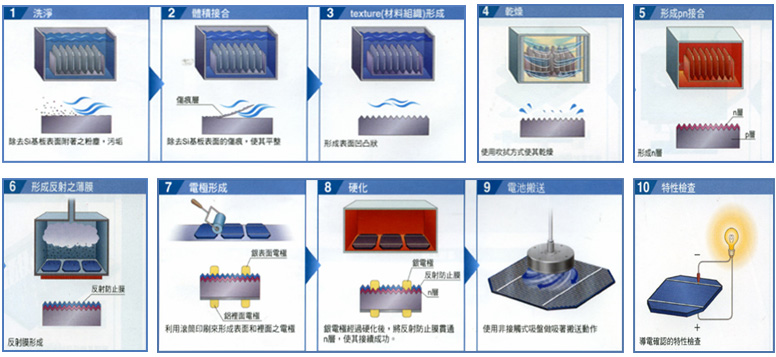 1 洗淨
除去Si基板表面附著之粉塵，污垢
2 體積接合
傷痕層
除去Si基板表面的傷痕，使其平整
3 texture(材料組織)形成
形成表面凹凸狀
4 乾燥
使用吹拭方式使其乾燥
5 形成pn接合
n層
p層
形成n層
6 形成反射之薄膜
反射防止膜
反射膜形成
7 電極形成
銀表面電極
鋁裡面電極
利用滾筒印刷來形成表面和裡面之電極
8 硬化
銀電極
反射防止膜
n層
銀電極經過硬化後，將反射防止膜貫通
n層，使其接續成功。
9 電池搬送
使用非接觸式吸盤做吸著搬送動作
10 特性檢查
−
+
導電確認的特性檢查